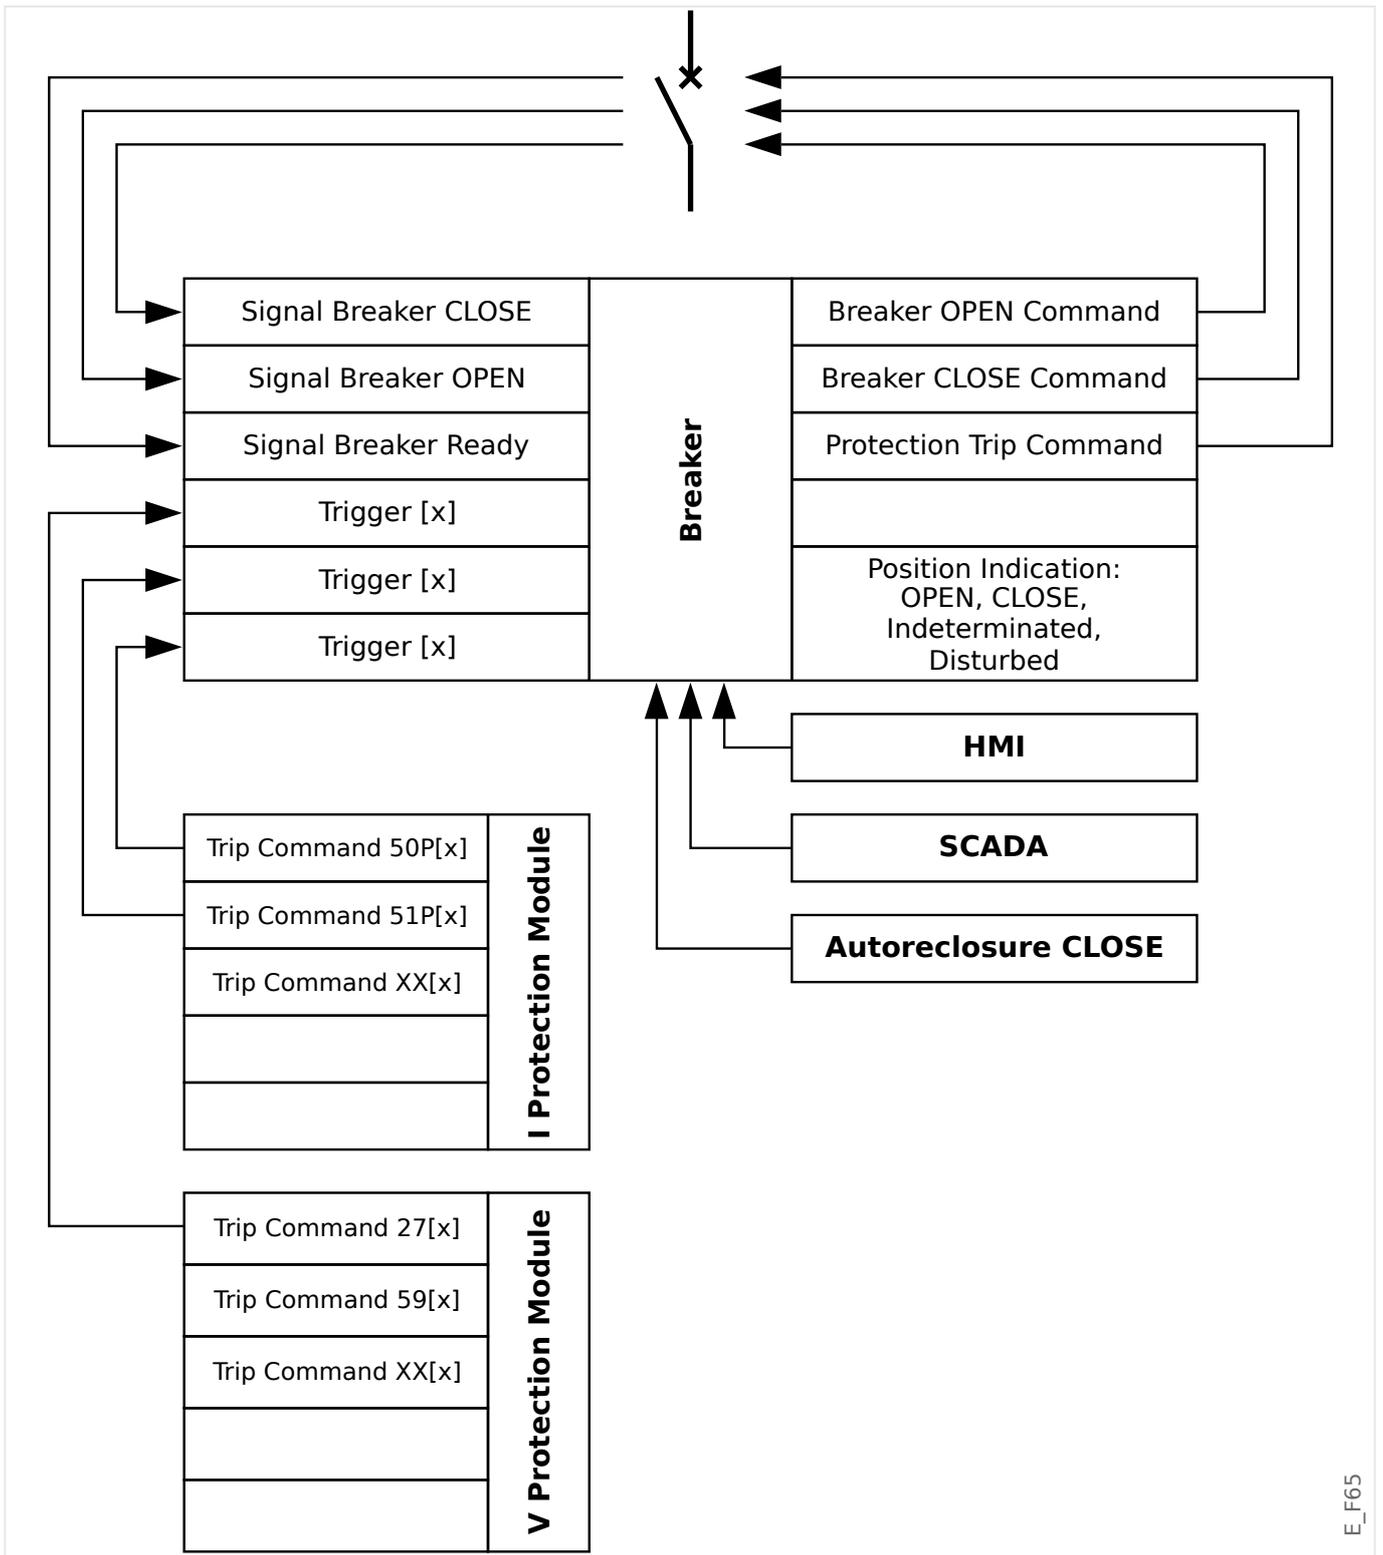 Signal Breaker CLOSE
Signal Breaker OPEN
Signal Breaker Ready
Trigger [x]
Trigger [x]
Trigger [x]
Breaker
Breaker OPEN Command
Breaker CLOSE Command
Protection Trip Command
Position Indication:
OPEN, CLOSE,
Indeterminated,
Disturbed
HMI
SCADA
Autoreclosure CLOSE
Trip Command 50P[x]
Trip Command 51P[x]
Trip Command XX[x]
I Protection Module
Trip Command 27[x]
Trip Command 59[x]
Trip Command XX[x]
V Protection Module
E_F65